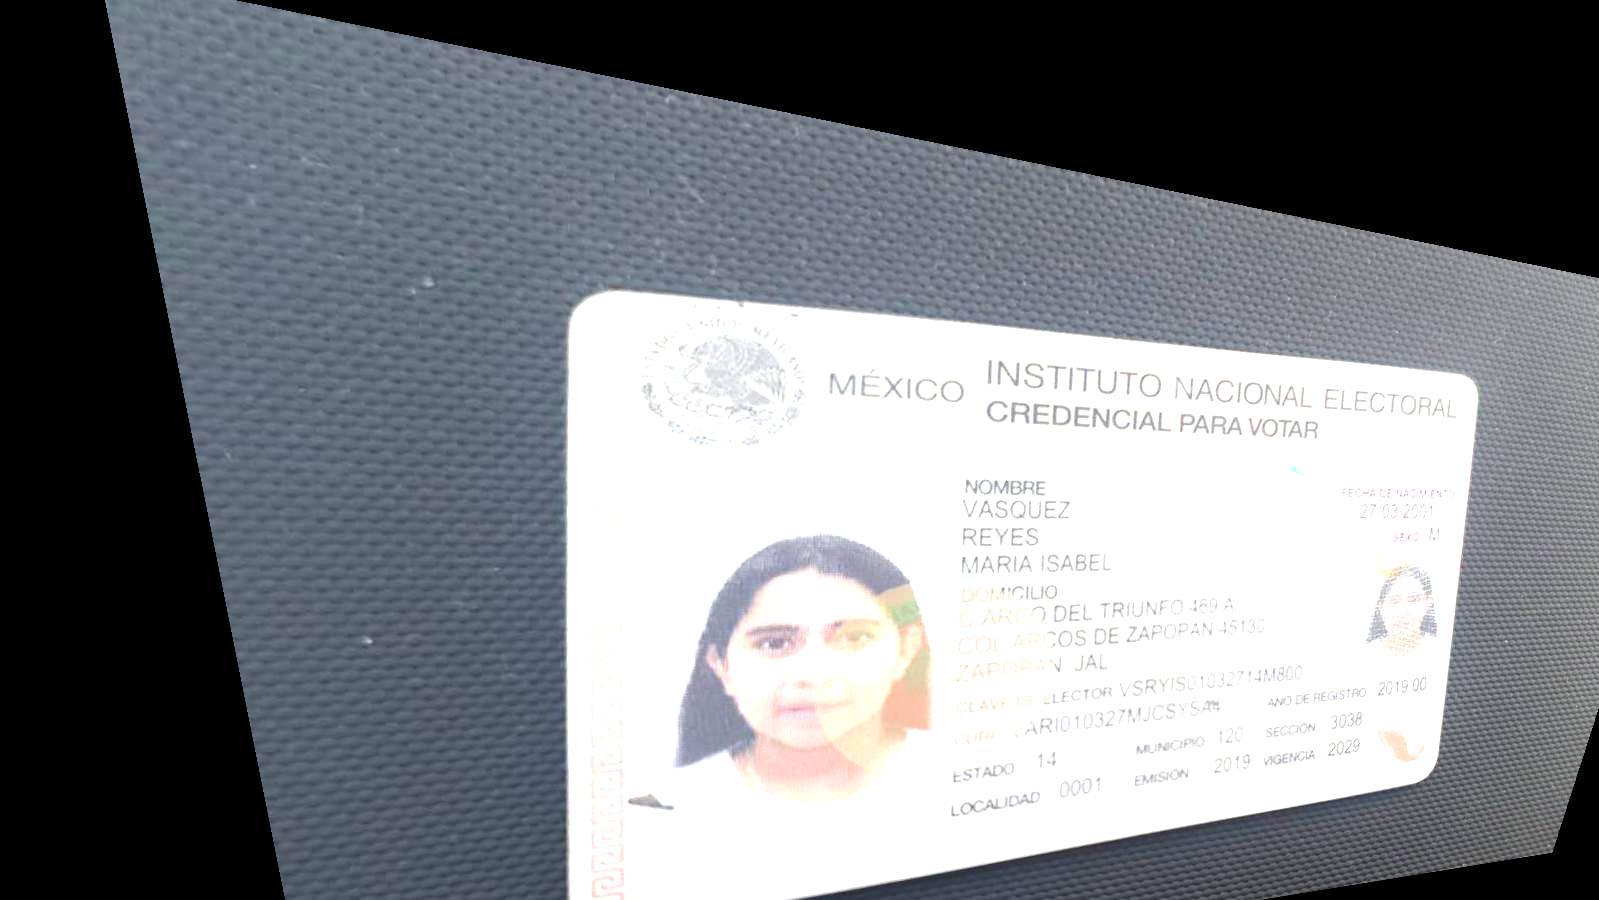 MÉXICO
INSTITUTO NACIONAL ELECTORAL
CREDENCIAL PARA VOTAR
NOMBRE
VASQUEZ
REYES
MARIA ISABEL
FECHA DE NACIMIENTO
27/03/2001
SEXO M
DOMICILIO
C ARCO DEL TRIUNFO 469 A
COL ARCOS DE ZAPOPAN 45130
ZAPOPAN, JAL.
CLAVE DE ELECTOR VSRYIS01032714M800
CURP
AÑO DE REGISTRO 2019 00
ESTADO 14
MUNICIPIO 120
SECCIÓN 3038
LOCALIDAD 0001
EMISIÓN 2019
VIGENCIA 2029